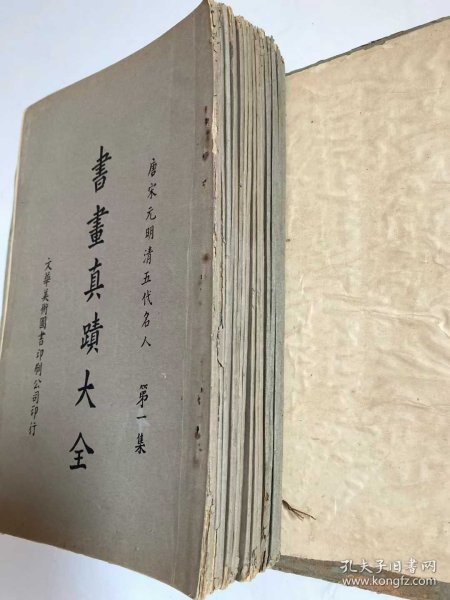 唐宋元明清五代名人 第一集
書畫真蹟大全
文華美術圖書印刷公司印行
孔夫子旧书网
www.kongfz.com